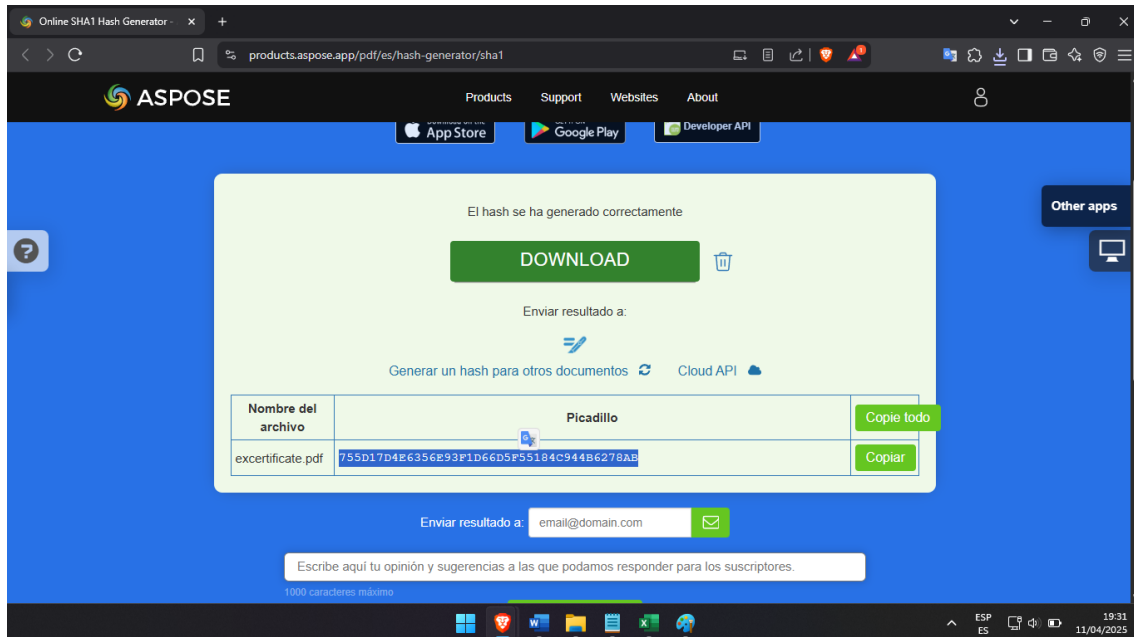 Online SHA1 Hash Generator -
products.aspose.app/pdf/es/hash-generator/sha1
ASPOSE
Products
Support
Websites
About
App Store
Google Play
Developer API
El hash se ha generado correctamente
Other apps
DOWNLOAD
Enviar resultado a:
Generar un hash para otros documentos
Cloud API
Nombre del
archivo
Picadillo
Copie todo
excertificate.pdf
755D17D4E6356E93F1D66D5F55184C944B6278AB
Copiar
Enviar resultado a:
email@domain.com
Escribe aquí tu opinión y sugerencias a las que podamos responder para los suscriptores.
1000 caracteres máximo
ESP
ES
19:31
11/04/2025